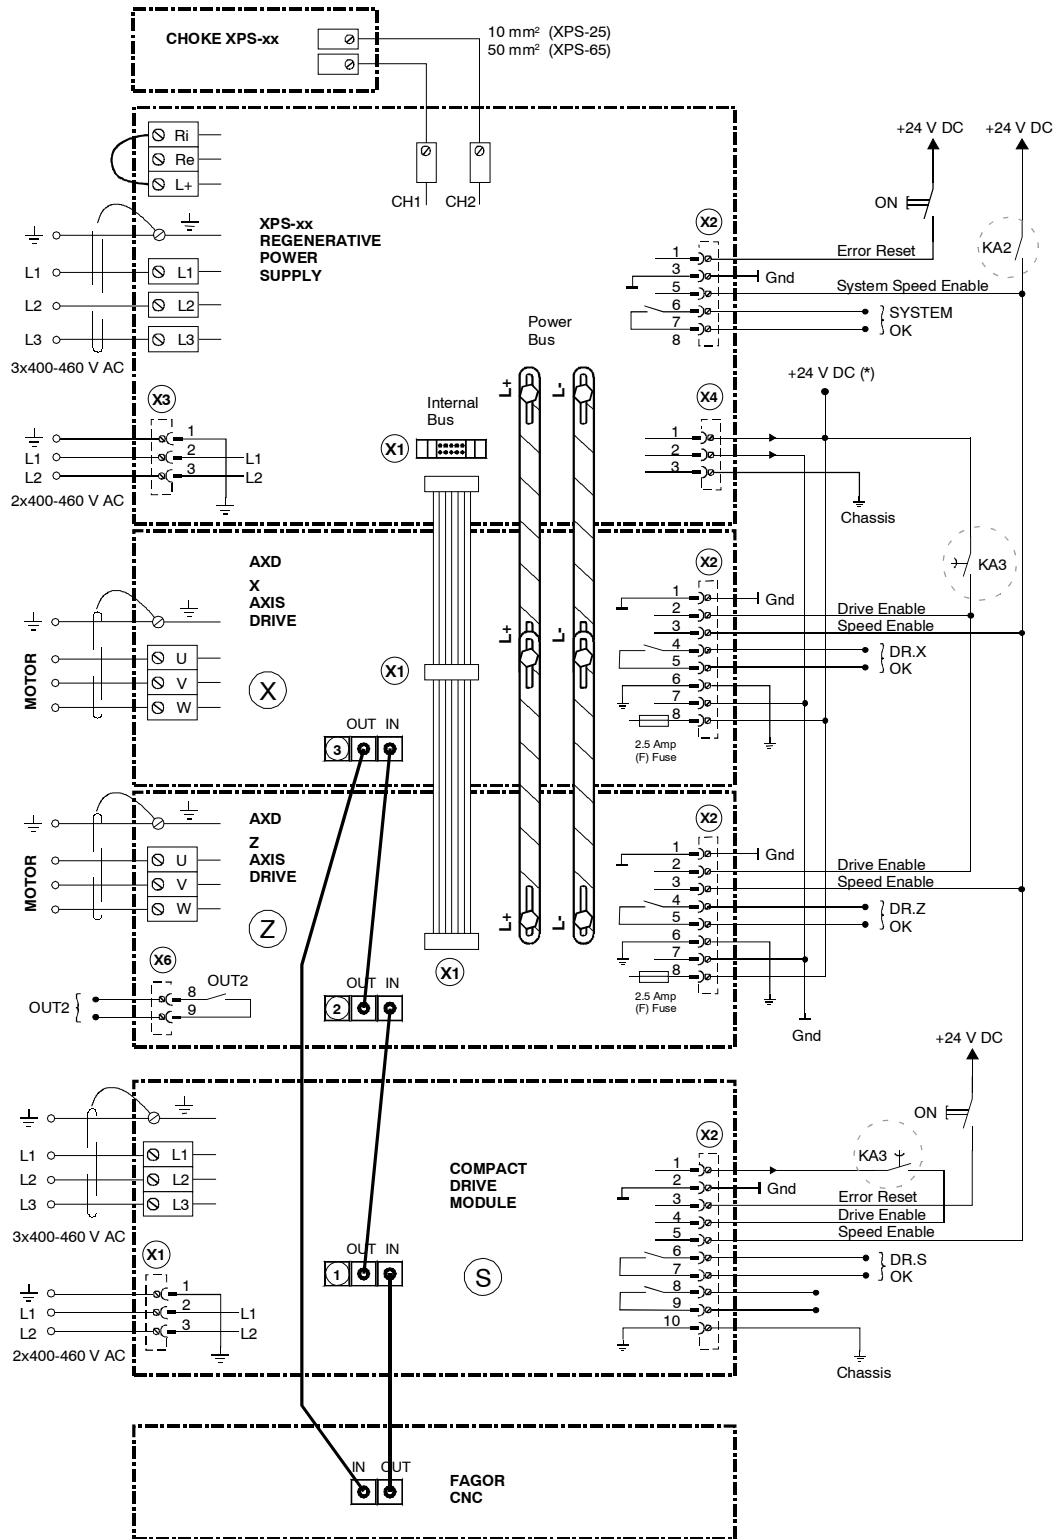 CHOKE XPS-xx
10 mm² (XPS-25)
50 mm² (XPS-65)
CH1 CH2
Ri
Re
L+
XPS-xx
REGENERATIVE
POWER
SUPPLY
L1 L1
L2 L2
L3 L3
3x400-460 V AC
X3
1
L1 2 L1
L2 3 L2
2x400-460 V AC
Internal
Bus
X1
Power
Bus
L+ L-
+24 V DC +24 V DC
ON
KA2
X2
1 Error Reset
3 Gnd
5 System Speed Enable
6 SYSTEM
7 OK
8
+24 V DC (*)
X4
1
2
3
Chassis
KA3
AXD
X
AXIS
DRIVE
MOTOR
U
V
W
X
X1
L+ L-
OUT IN
3
X2
1 Gnd
2 Drive Enable
3 Speed Enable
4 DR.X
5 OK
6
7
8
2.5 Amp
(F) Fuse
AXD
Z
AXIS
DRIVE
MOTOR
U
V
W
Z
L+ L-
X1
X6
OUT2 8 OUT2
9
OUT IN
2
X2
1 Gnd
2 Drive Enable
3 Speed Enable
4 DR.Z
5 OK
6
7
8
2.5 Amp
(F) Fuse
Gnd
+24 V DC
ON
COMPACT
DRIVE
MODULE
L1 L1
L2 L2
L3 L3
3x400-460 V AC
X1
1
L1 2 L1
L2 3 L2
2x400-460 V AC
OUT IN
1
S
X2
KA3
1
2 Gnd
3 Error Reset
4 Drive Enable
5 Speed Enable
6 DR.S
7 OK
8
9
10
Chassis
IN OUT
FAGOR
CNC